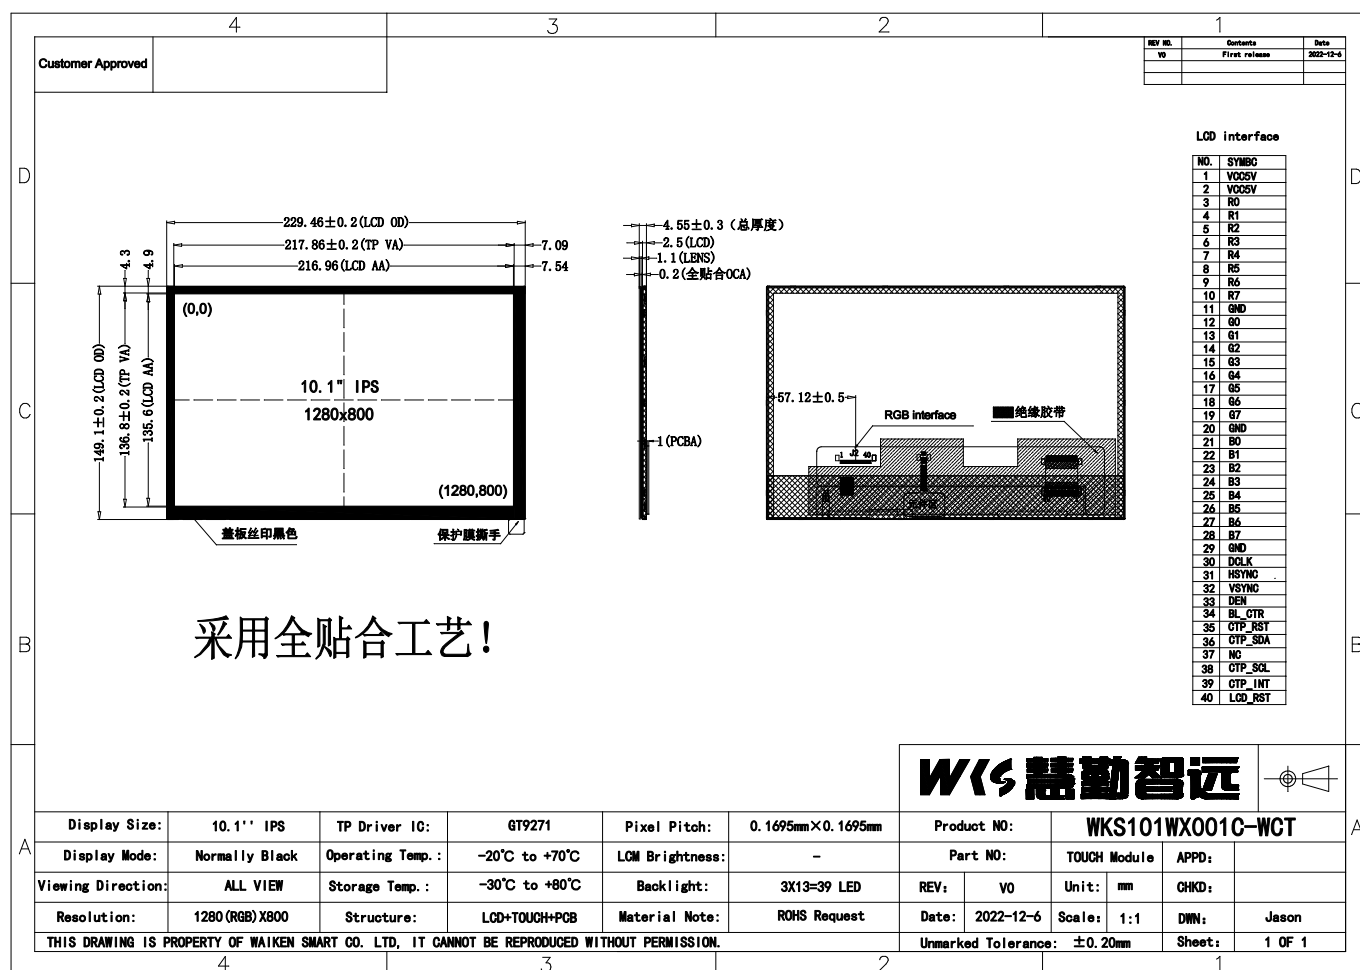 4 3 2 1
Customer Approved
REV NO. Contents Date
V0 First release 2022-12-6
LCD interface
NO. SYMBC
1 VCC5V
2 VCC5V
3 R0
4 R1
5 R2
6 R3
7 R4
8 R5
9 R6
10 R7
11 GND
12 G0
13 G1
14 G2
15 G3
16 G4
17 G5
18 G6
19 G7
20 GND
21 B0
22 B1
23 B2
24 B3
25 B4
26 B5
27 B6
28 B7
29 GND
30 DCLK
31 HSYNC
32 VSYNC
33 DEN
34 BL_CTR
35 CTP_RST
36 CTP_SDA
37 NC
38 CTP_SCL
39 CTP_INT
40 LCD_RST
D D
C C
B B
A A
229.46±0.2(LCD OD)
217.86±0.2(TP VA) 7.09
216.96(LCD AA) 7.54
4.3 4.9
149.1±0.2(LCD OD)
136.8±0.2(TP VA)
135.6(LCD AA)
(0,0)
10.1" IPS
1280x800
(1280,800)
盖板丝印黑色
保护膜撕手
4.55±0.3（总厚度）
2.5(LCD)
1.1(LENS)
0.2(全贴合OCA)
1(PCBA)
57.12±0.5
RGB interface
绝缘胶带
1 J2 40
采用全贴合工艺！
WKS 慧勤智远
Display Size: 10.1'' IPS TP Driver IC: GT9271 Pixel Pitch: 0.1695mm×0.1695mm Product NO: WKS101WX001C-WCT
Display Mode: Normally Black Operating Temp.: -20℃ to +70℃ LCM Brightness: - Part NO: TOUCH Module APPD:
Viewing Direction: ALL VIEW Storage Temp.: -30℃ to +80℃ Backlight: 3X13=39 LED REV: V0 Unit: mm CHKD:
Resolution: 1280(RGB)X800 Structure: LCD+TOUCH+PCB Material Note: ROHS Request Date: 2022-12-6 Scale: 1:1 DWN: Jason
THIS DRAWING IS PROPERTY OF WAIKEN SMART CO. LTD, IT CANNOT BE REPRODUCED WITHOUT PERMISSION. Unmarked Tolerance: ±0.20mm Sheet: 1 OF 1
4 3 2 1